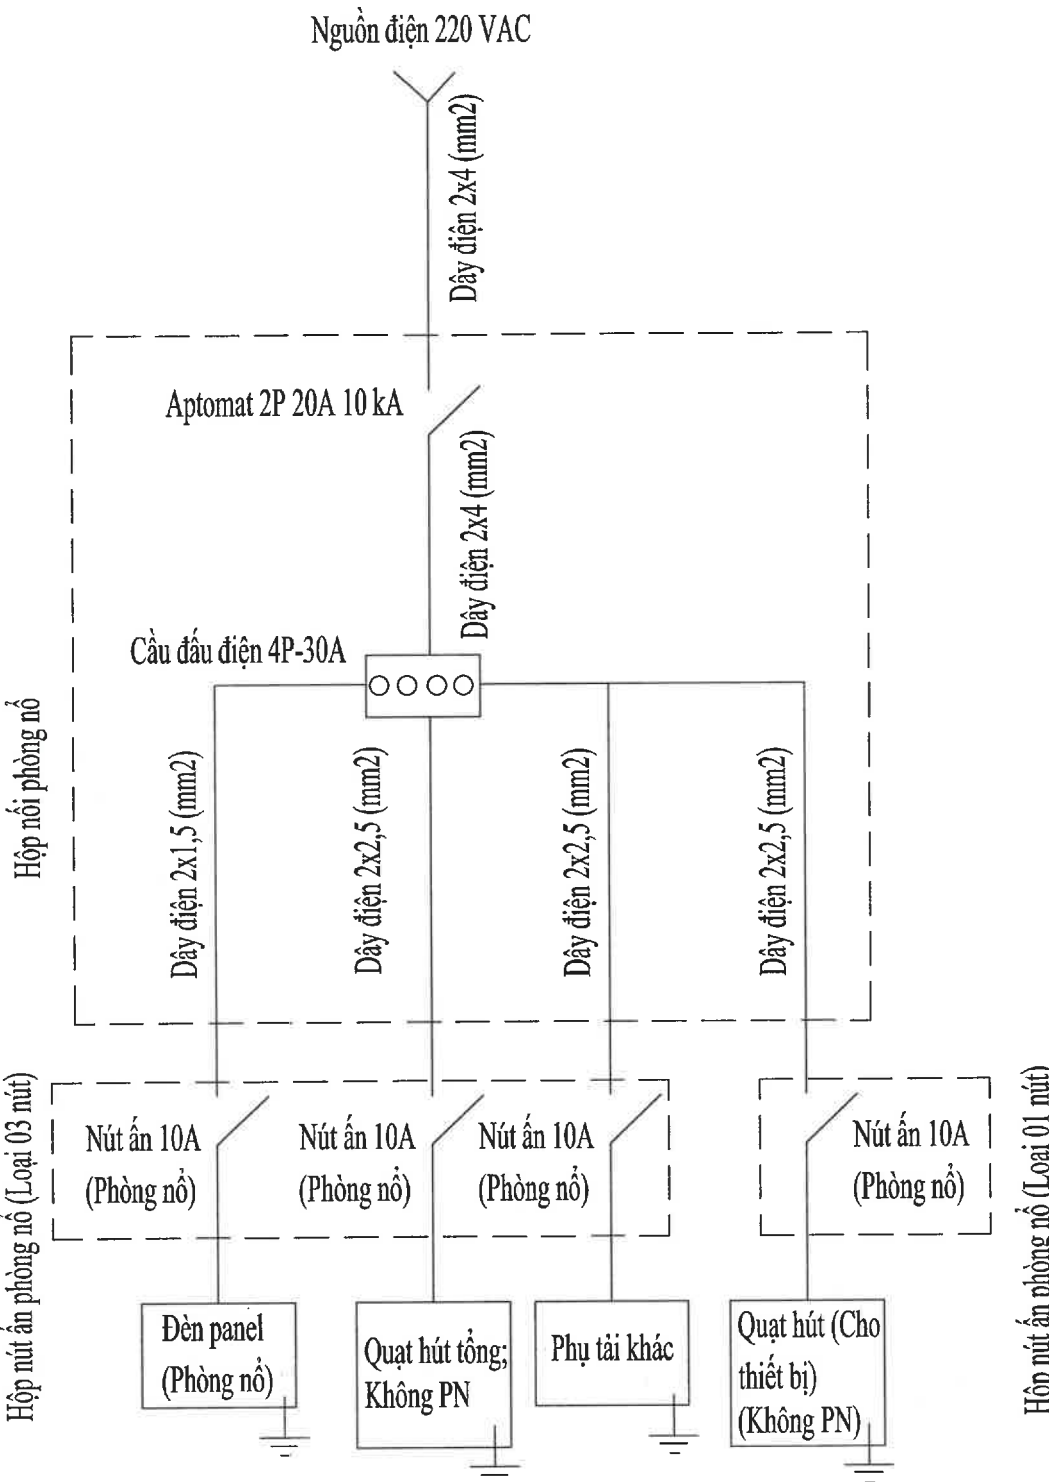 Nguồn điện 220 VAC
Dây điện 2x4 (mm2)
Aptomat 2P 20A 10 kA
Dây điện 2x4 (mm2)
Cầu đấu điện 4P-30A
Hộp nối phòng nổ
Dây điện 2x1,5 (mm2)
Dây điện 2x2,5 (mm2)
Dây điện 2x2,5 (mm2)
Dây điện 2x2,5 (mm2)
Hộp nút ấn phòng nổ (Loại 03 nút)
Nút ấn 10A
(Phòng nổ)
Nút ấn 10A
(Phòng nổ)
Nút ấn 10A
(Phòng nổ)
Nút ấn 10A
(Phòng nổ)
Hộp nút ấn phòng nổ (Loại 01 nút)
Đèn panel
(Phòng nổ)
Quạt hút tổng;
Không PN
Phụ tải khác
Quạt hút (Cho
thiết bị)
(Không PN)